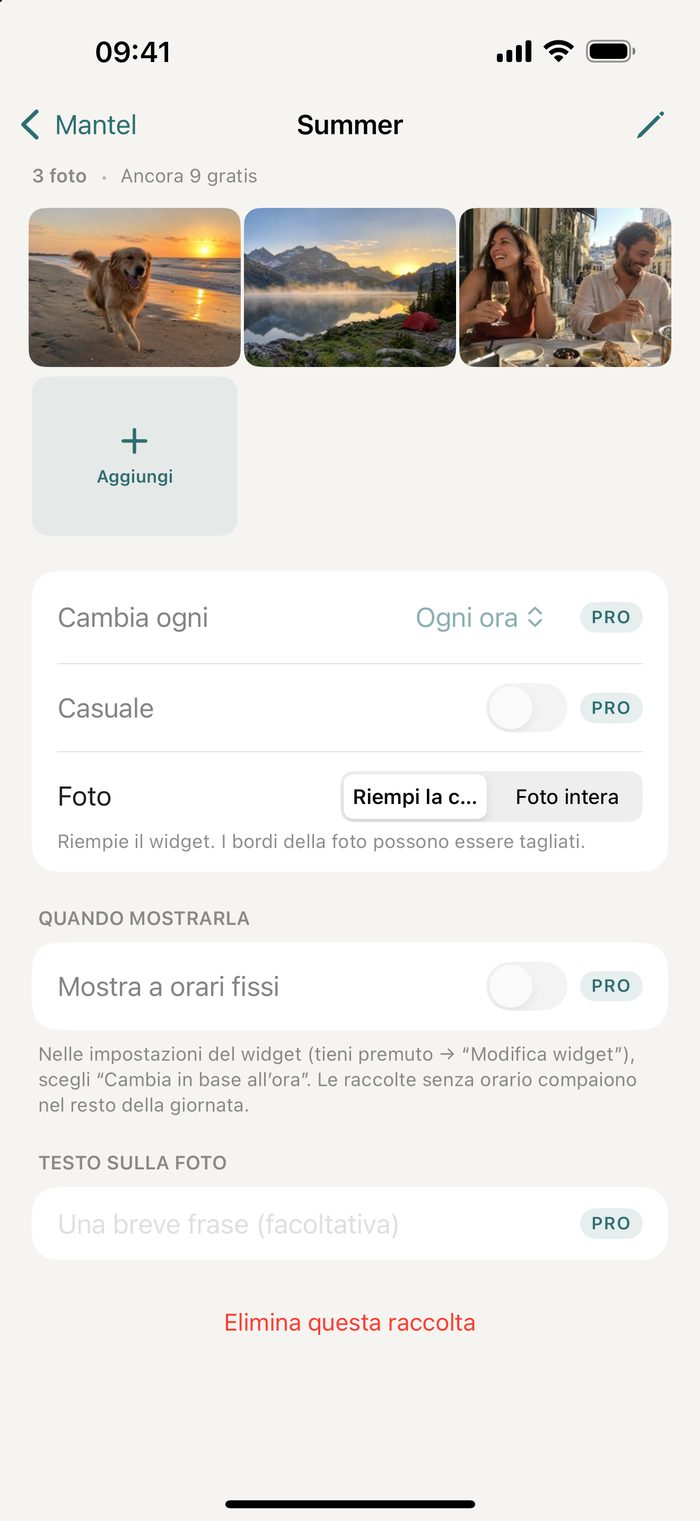 09:41
Mantel
Summer
3 foto · Ancora 9 gratis
Aggiungi
Cambia ogni
Ogni ora
PRO
Casuale
PRO
Foto
Riempi la c...
Foto intera
Riempie il widget. I bordi della foto possono essere tagliati.
QUANDO MOSTRARLA
Mostra a orari fissi
PRO
Nelle impostazioni del widget (tieni premuto → “Modifica widget”),
scegli “Cambia in base all’ora”. Le raccolte senza orario compaiono
nel resto della giornata.
TESTO SULLA FOTO
Una breve frase (facoltativa)
PRO
Elimina questa raccolta